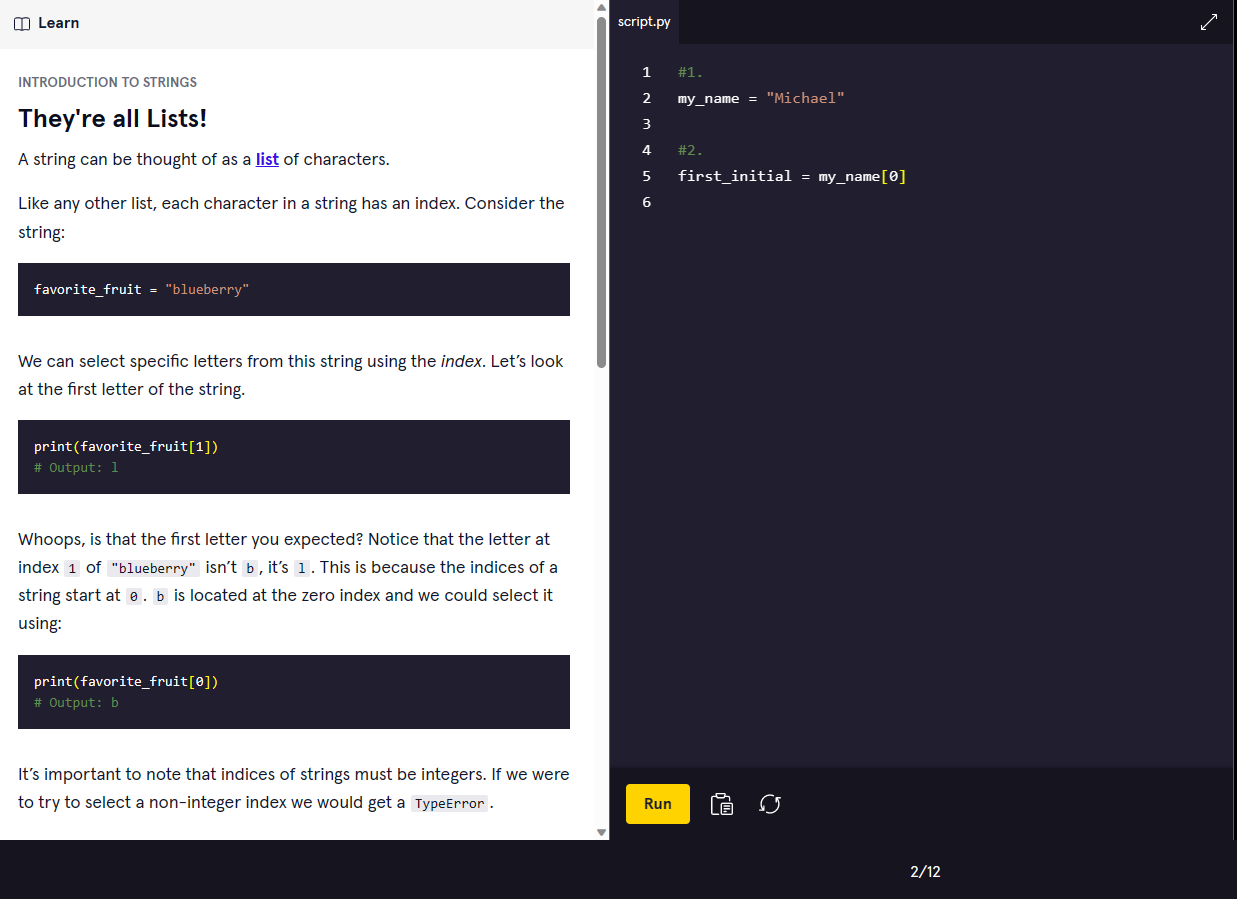 Learn
INTRODUCTION TO STRINGS
They're all Lists!
A string can be thought of as a list of characters.
Like any other list, each character in a string has an index. Consider the
string:
favorite_fruit = "blueberry"
We can select specific letters from this string using the index. Let’s look
at the first letter of the string.
print(favorite_fruit[1])
# Output: l
Whoops, is that the first letter you expected? Notice that the letter at
index 1 of "blueberry" isn’t b, it’s l. This is because the indices of a
string start at 0. b is located at the zero index and we could select it
using:
print(favorite_fruit[0])
# Output: b
It’s important to note that indices of strings must be integers. If we were
to try to select a non-integer index we would get a TypeError.
script.py
1 #1.
2 my_name = "Michael"
3
4 #2.
5 first_initial = my_name[0]
6
Run
2/12